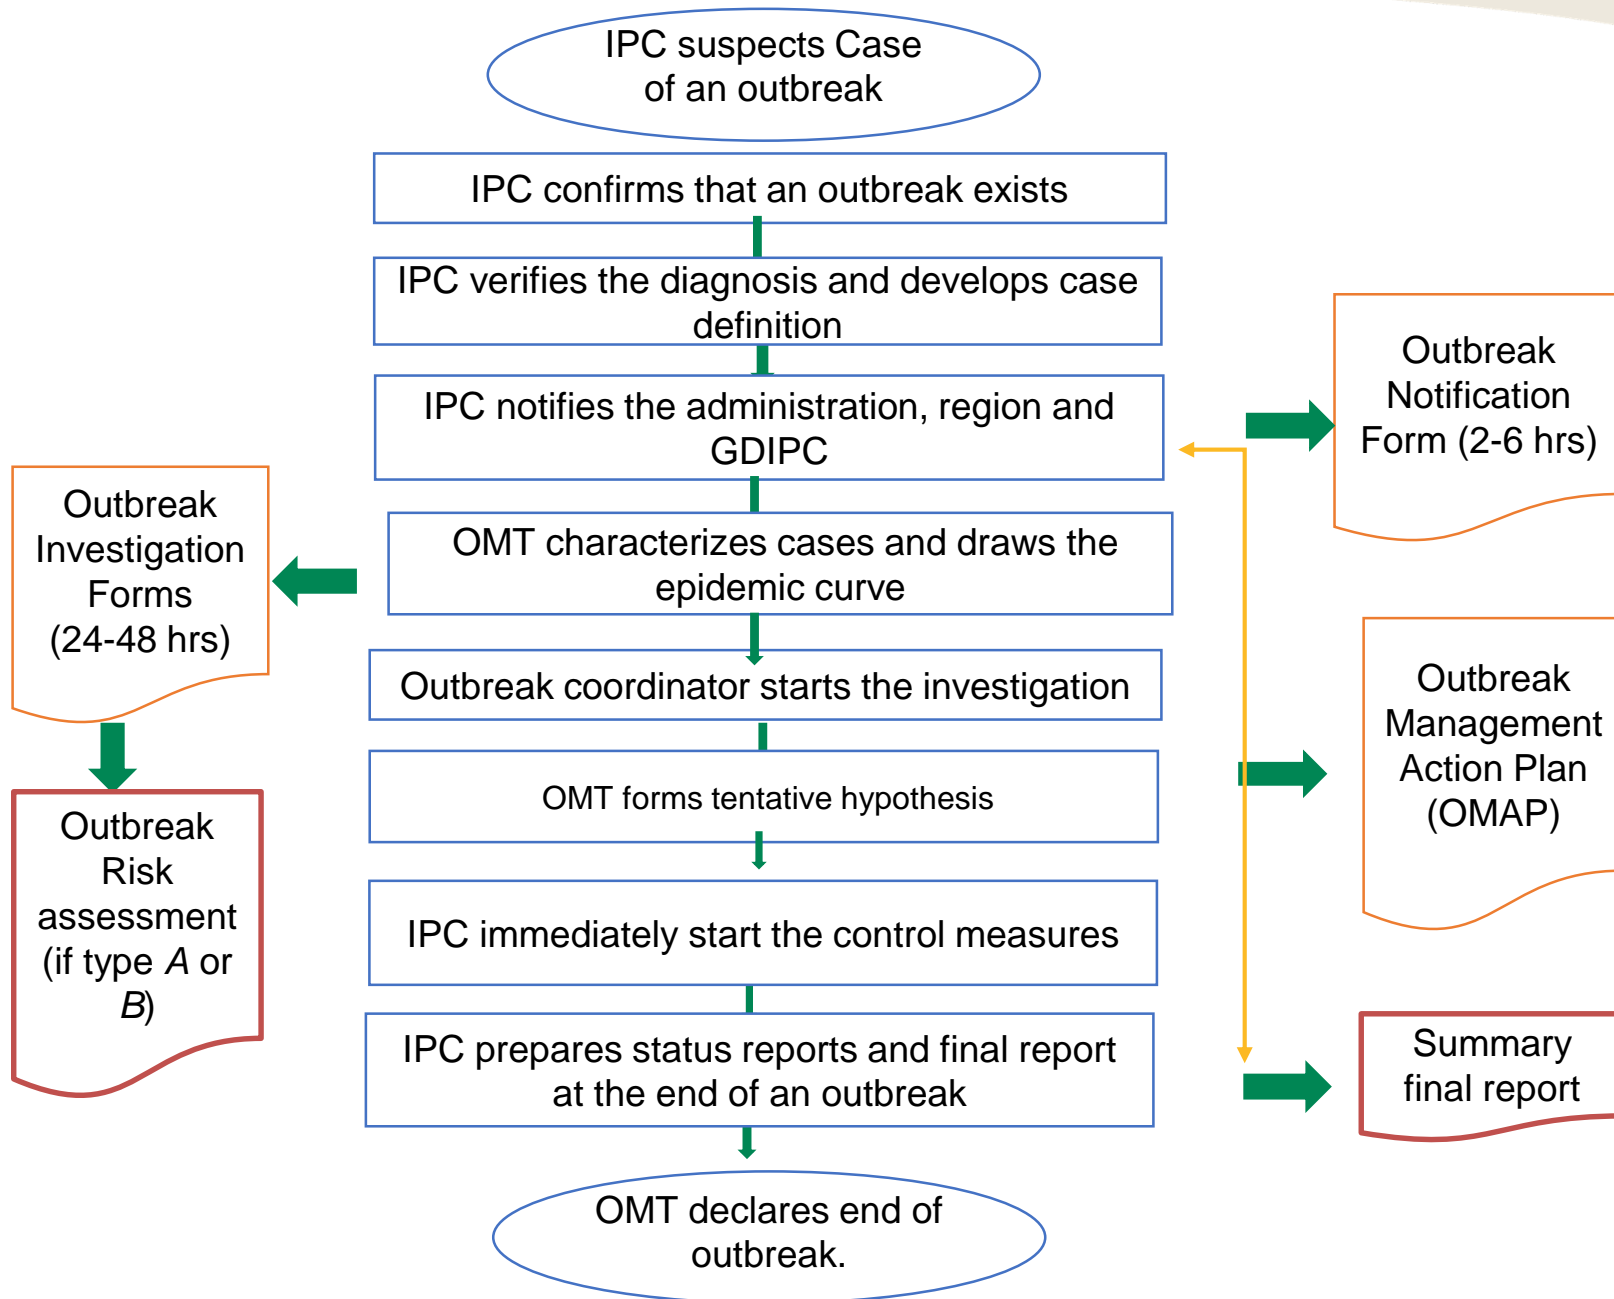 IPC suspects Case
of an outbreak
IPC confirms that an outbreak exists
IPC verifies the diagnosis and develops case
definition
IPC notifies the administration, region and
GDIPC
Outbreak
Notification
Form (2-6 hrs)
OMT characterizes cases and draws the
epidemic curve
Outbreak
Investigation
Forms
(24-48 hrs)
Outbreak coordinator starts the investigation
OMT forms tentative hypothesis
Outbreak
Management
Action Plan
(OMAP)
Outbreak
Risk
assessment
(if type A or
B)
IPC immediately start the control measures
IPC prepares status reports and final report
at the end of an outbreak
Summary
final report
OMT declares end of
outbreak.